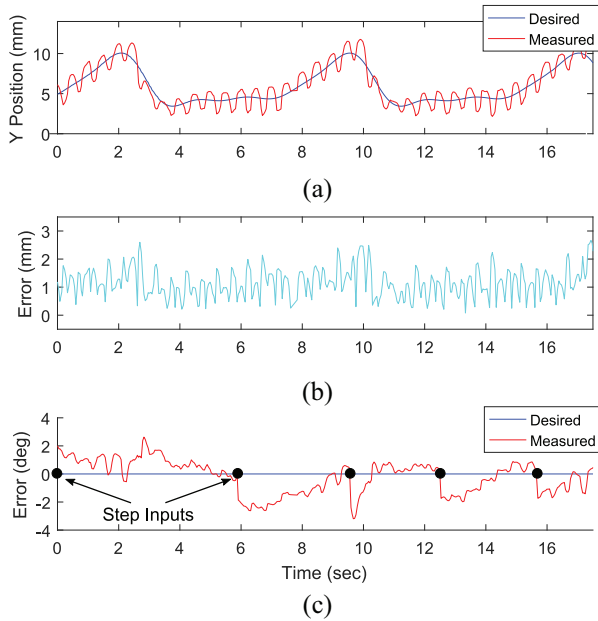 Desired
Measured
Y Position (mm)
10
5
0
0 2 4 6 8 10 12 14 16
(a)
Error (mm)
3
2
1
0
0 2 4 6 8 10 12 14 16
(b)
Desired
Measured
Error (deg)
4
2
0
-2
-4
Step Inputs
0 2 4 6 8 10 12 14 16
Time (sec)
(c)